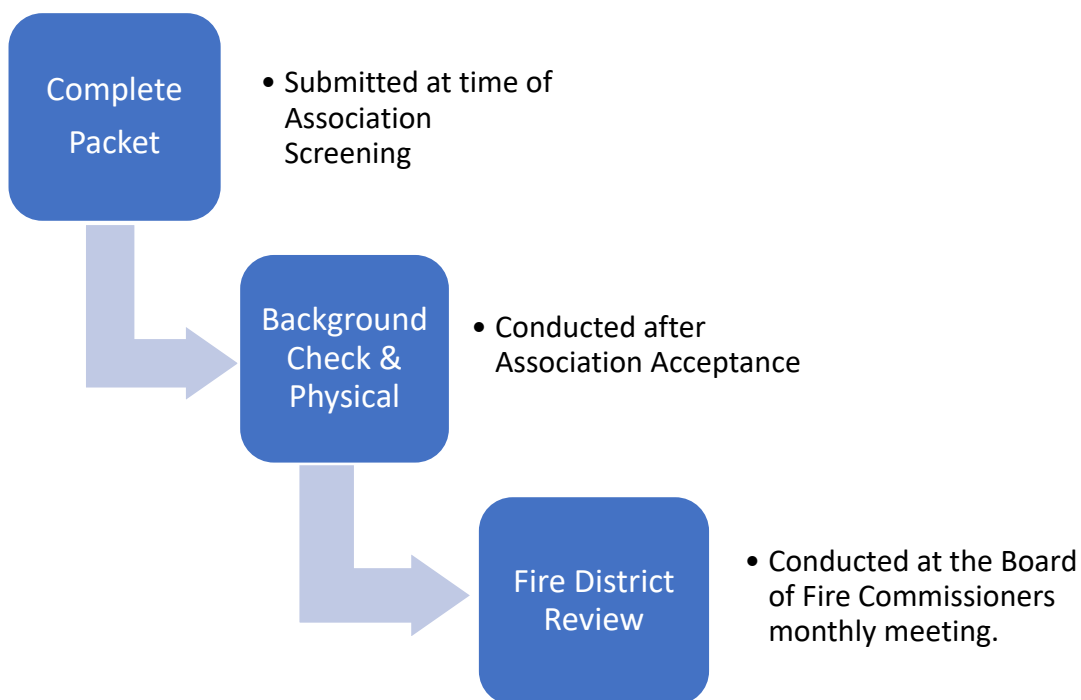 Complete
Packet
• Submitted at time of
Association
Screening
Background
Check &
Physical
• Conducted after
Association Acceptance
Fire District
Review
• Conducted at the Board
of Fire Commissioners
monthly meeting.